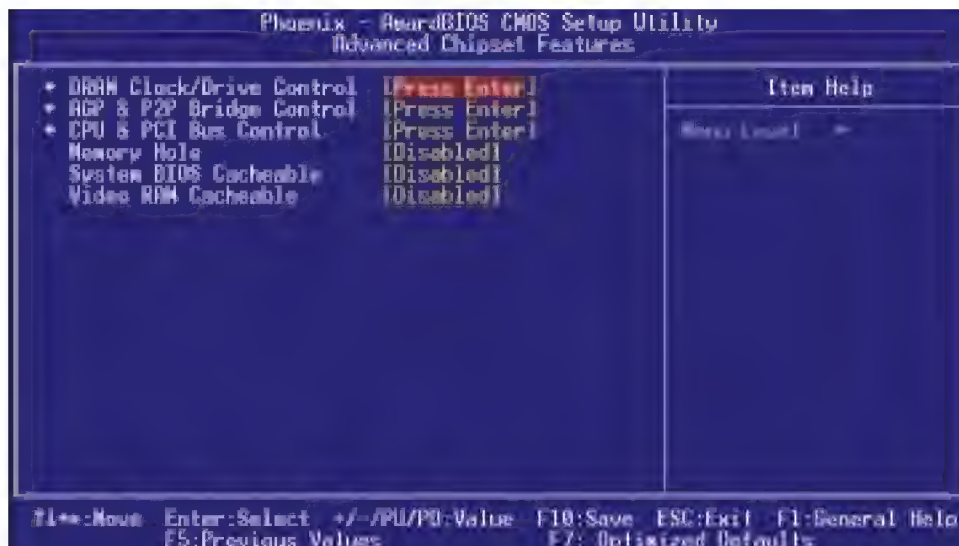 Phoenix - AwardBIOS CMOS Setup Utility
Advanced Chipset Features
DRAM Clock/Drive Control [Press Enter]
AGP & P2P Bridge Control [Press Enter]
CPU & PCI Bus Control [Press Enter]
Memory Hole [Disabled]
System BIOS Cacheable [Disabled]
Video RAM Cacheable [Disabled]
Item Help
Menu Level
:Move Enter:Select +/-/PU/PD:Value F10:Save ESC:Exit F1:General Help
F5:Previous Values F7: Optimized Defaults